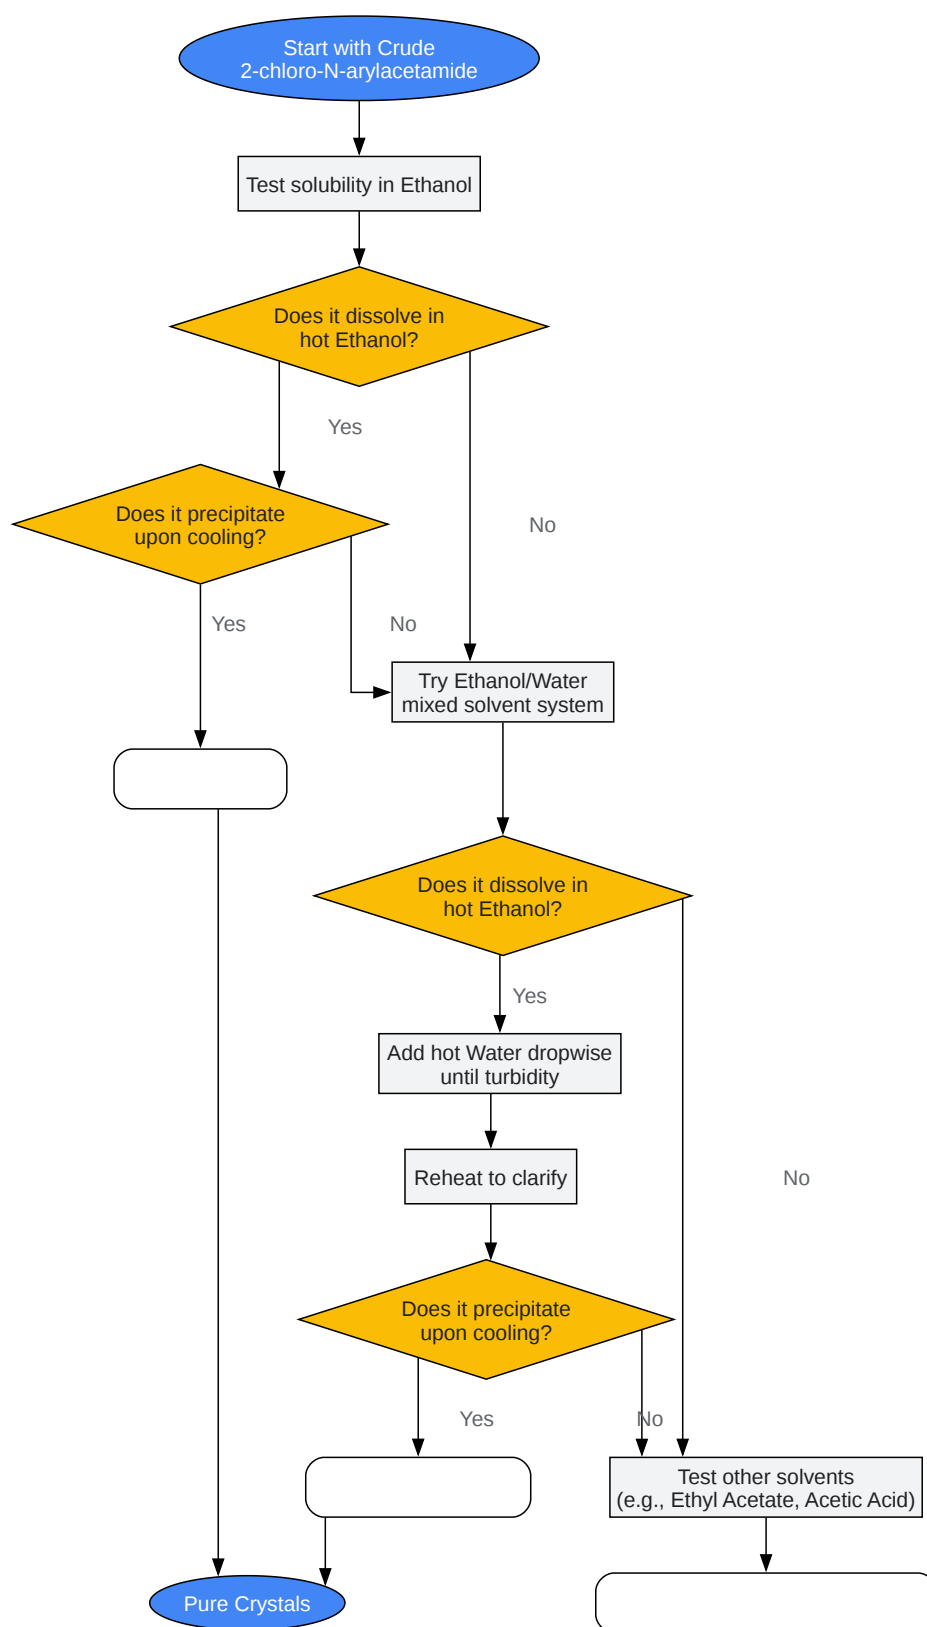 Start with Crude
2-chloro-N-arylacetamide
Test solubility in Ethanol
Does it dissolve in
hot Ethanol?
Yes
No
Does it precipitate
upon cooling?
Yes
No
Try Ethanol/Water
mixed solvent system
Does it dissolve in
hot Ethanol?
Yes
No
Add hot Water dropwise
until turbidity
Reheat to clarify
Does it precipitate
upon cooling?
Yes
No
Test other solvents
(e.g., Ethyl Acetate, Acetic Acid)
Pure Crystals